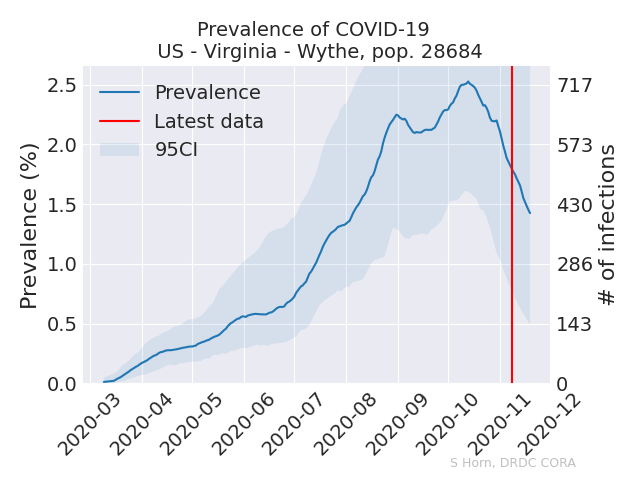 Prevalence of COVID-19
US - Virginia - Wythe, pop. 28684
Prevalence
Latest data
95CI
Prevalence (%)
2.5
2.0
1.5
1.0
0.5
0.0
717
573
430
286
143
0
# of infections
2020-03
2020-04
2020-05
2020-06
2020-07
2020-08
2020-09
2020-10
2020-11
2020-12
S Horn, DRDC CORA